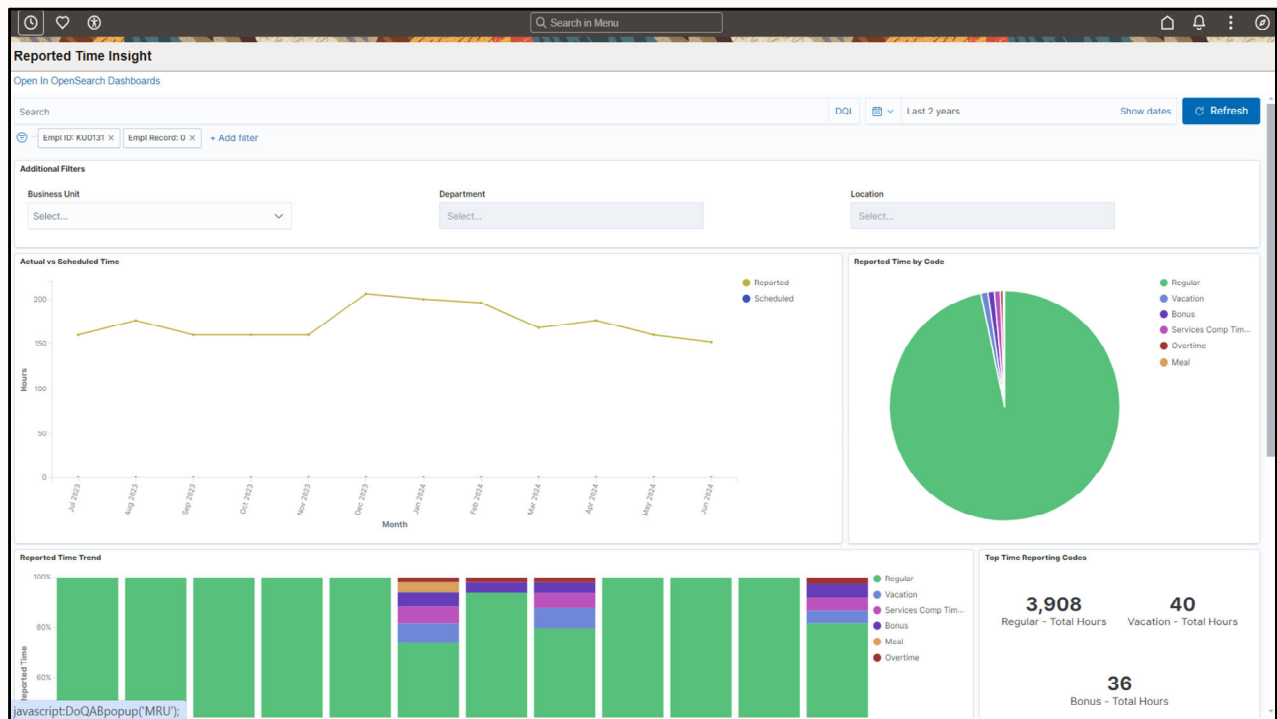 Search in Menu
Reported Time Insight
Open In OpenSearch Dashboards
Search
DQL
Last 2 years
Show dates
Refresh
Empl ID: KU0131 ×
Empl Record: 0 ×
+ Add filter
Additional Filters
Business Unit
Department
Location
Select...
Select...
Select...
Actual vs Scheduled Time
200
150
100
50
0
Hours
Jul 2023
Aug 2023
Sep 2023
Oct 2023
Nov 2023
Dec 2023
Jan 2024
Feb 2024
Mar 2024
Apr 2024
May 2024
Jun 2024
Month
Reported
Scheduled
Reported Time by Code
Regular
Vacation
Bonus
Services Comp Tim...
Overtime
Meal
Reported Time Trend
100%
80%
60%
Reported Time
Regular
Vacation
Services Comp Tim...
Bonus
Meal
Overtime
Top Time Reporting Codes
3,908
Regular - Total Hours
40
Vacation - Total Hours
36
Bonus - Total Hours
javascript:DoQABpopup('MRU');